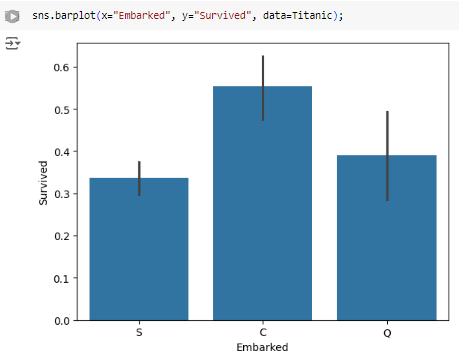 sns.barplot(x="Embarked", y="Survived", data=Titanic);
0.6
0.5
0.4
0.3
0.2
0.1
0.0
Survived
S C Q
Embarked